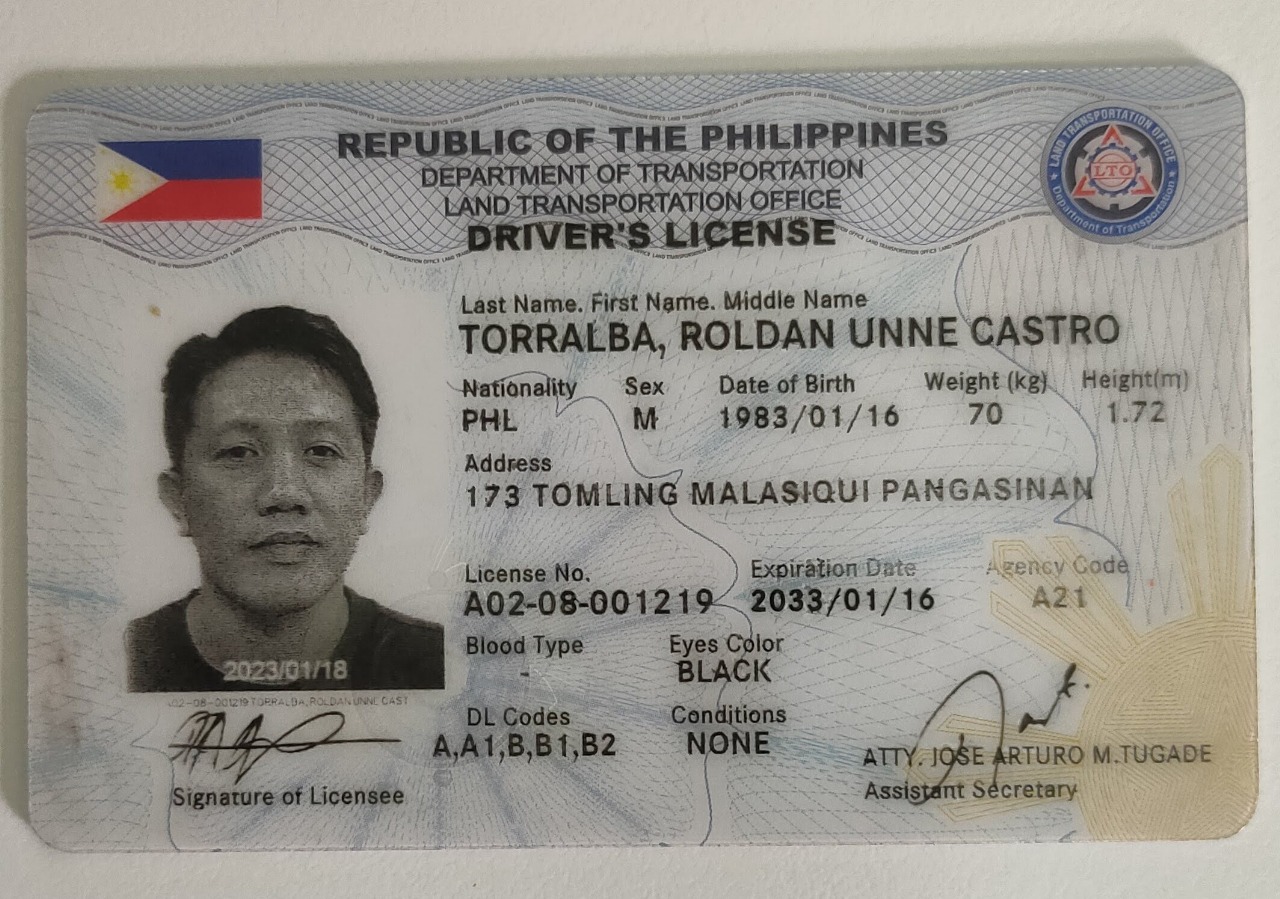 REPUBLIC OF THE PHILIPPINES
DEPARTMENT OF TRANSPORTATION
LAND TRANSPORTATION OFFICE
DRIVER'S LICENSE
LAND TRANSPORTATION OFFICE
LTO
Department of Transportation
Last Name. First Name. Middle Name
TORRALBA, ROLDAN UNNE CASTRO
Nationality Sex Date of Birth Weight (kg) Height(m)
PHL M 1983/01/16 70 1.72
Address
173 TOMLING MALASIQUI PANGASINAN
License No. Expiration Date Agency Code
A02-08-001219 2033/01/16 A21
Blood Type Eyes Color
- BLACK
2023/01/18
A02-08-001219 TORRALBA, ROLDAN UNNE CAST
DL Codes Conditions
A,A1,B,B1,B2 NONE
Signature of Licensee
ATTY. JOSE ARTURO M.TUGADE
Assistant Secretary